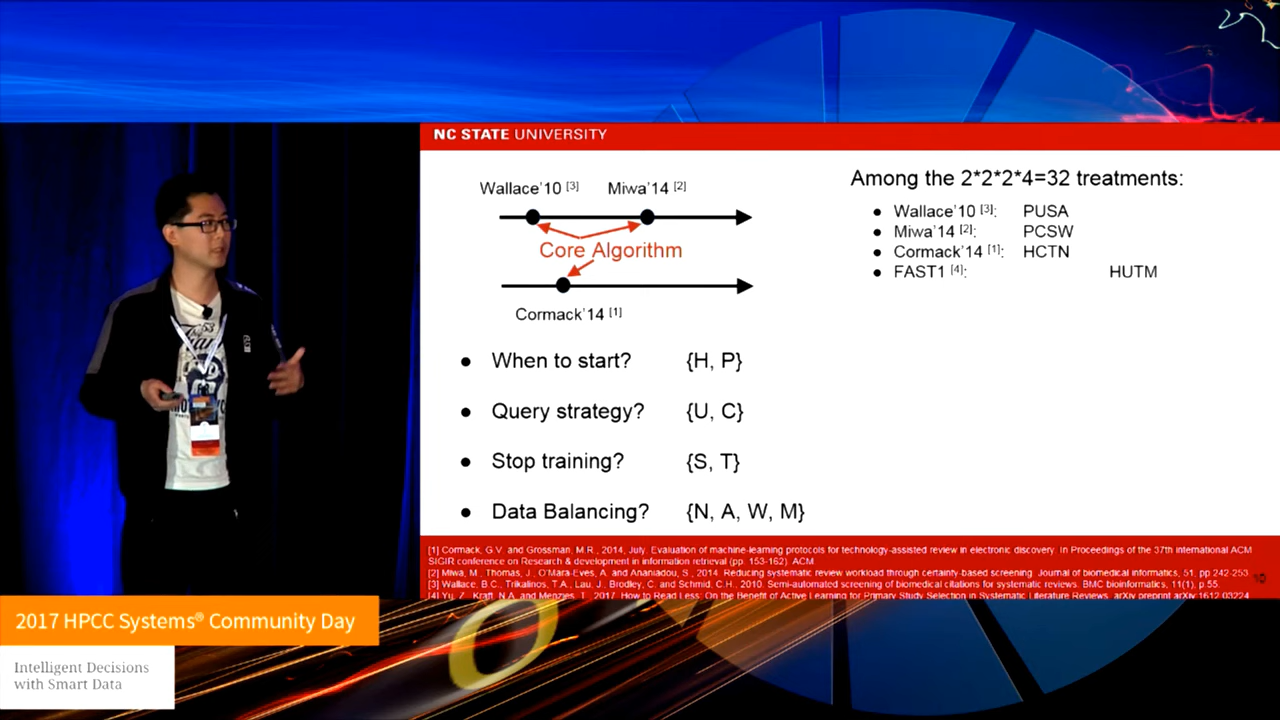 NC STATE UNIVERSITY
Wallace'10 [3] Miwa'14 [2]
Core Algorithm
Cormack'14 [1]
● When to start? {H, P}
● Query strategy? {U, C}
● Stop training? {S, T}
● Data Balancing? {N, A, W, M}
Among the 2*2*2*4=32 treatments:
● Wallace'10 [3]: PUSA
● Miwa'14 [2]: PCSW
● Cormack'14 [1]: HCTN
● FAST1 [4]: HUTM
[1] Cormack, G.V. and Grossman, M.R., 2014, July. Evaluation of machine-learning protocols for technology-assisted review in electronic discovery. In Proceedings of the 37th international ACM
SIGIR conference on Research & development in information retrieval (pp. 153-162). ACM.
[2] Miwa, M., Thomas, J., O'Mara-Eves, A. and Ananiadou, S., 2014. Reducing systematic review workload through certainty-based screening. Journal of biomedical informatics, 51, pp.242-253.
[3] Wallace, B.C., Trikalinos, T.A., Lau, J., Brodley, C. and Schmid, C.H., 2010. Semi-automated screening of biomedical citations for systematic reviews. BMC bioinformatics, 11(1), p.55.
[4] Yu, Z., Kraft, N.A. and Menzies, T., 2017. How to Read Less: On the Benefit of Active Learning for Primary Study Selection in Systematic Literature Reviews. arXiv preprint arXiv:1612.03224
10
2017 HPCC Systems® Community Day
Intelligent Decisions
with Smart Data